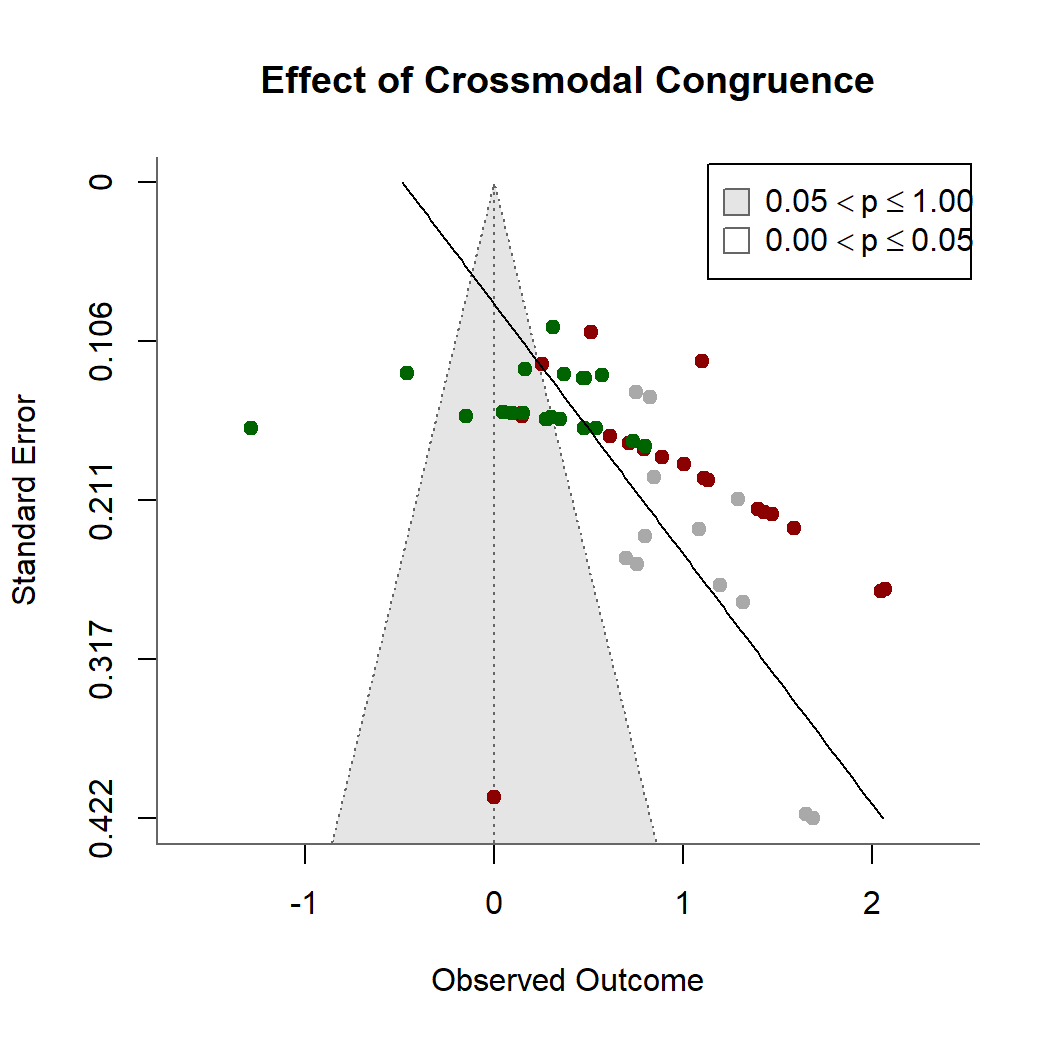 Effect of Crossmodal Congruence
0.05 < p ≤ 1.00
0.00 < p ≤ 0.05
Standard Error
0
0.106
0.211
0.317
0.422
-1
0
1
2
Observed Outcome